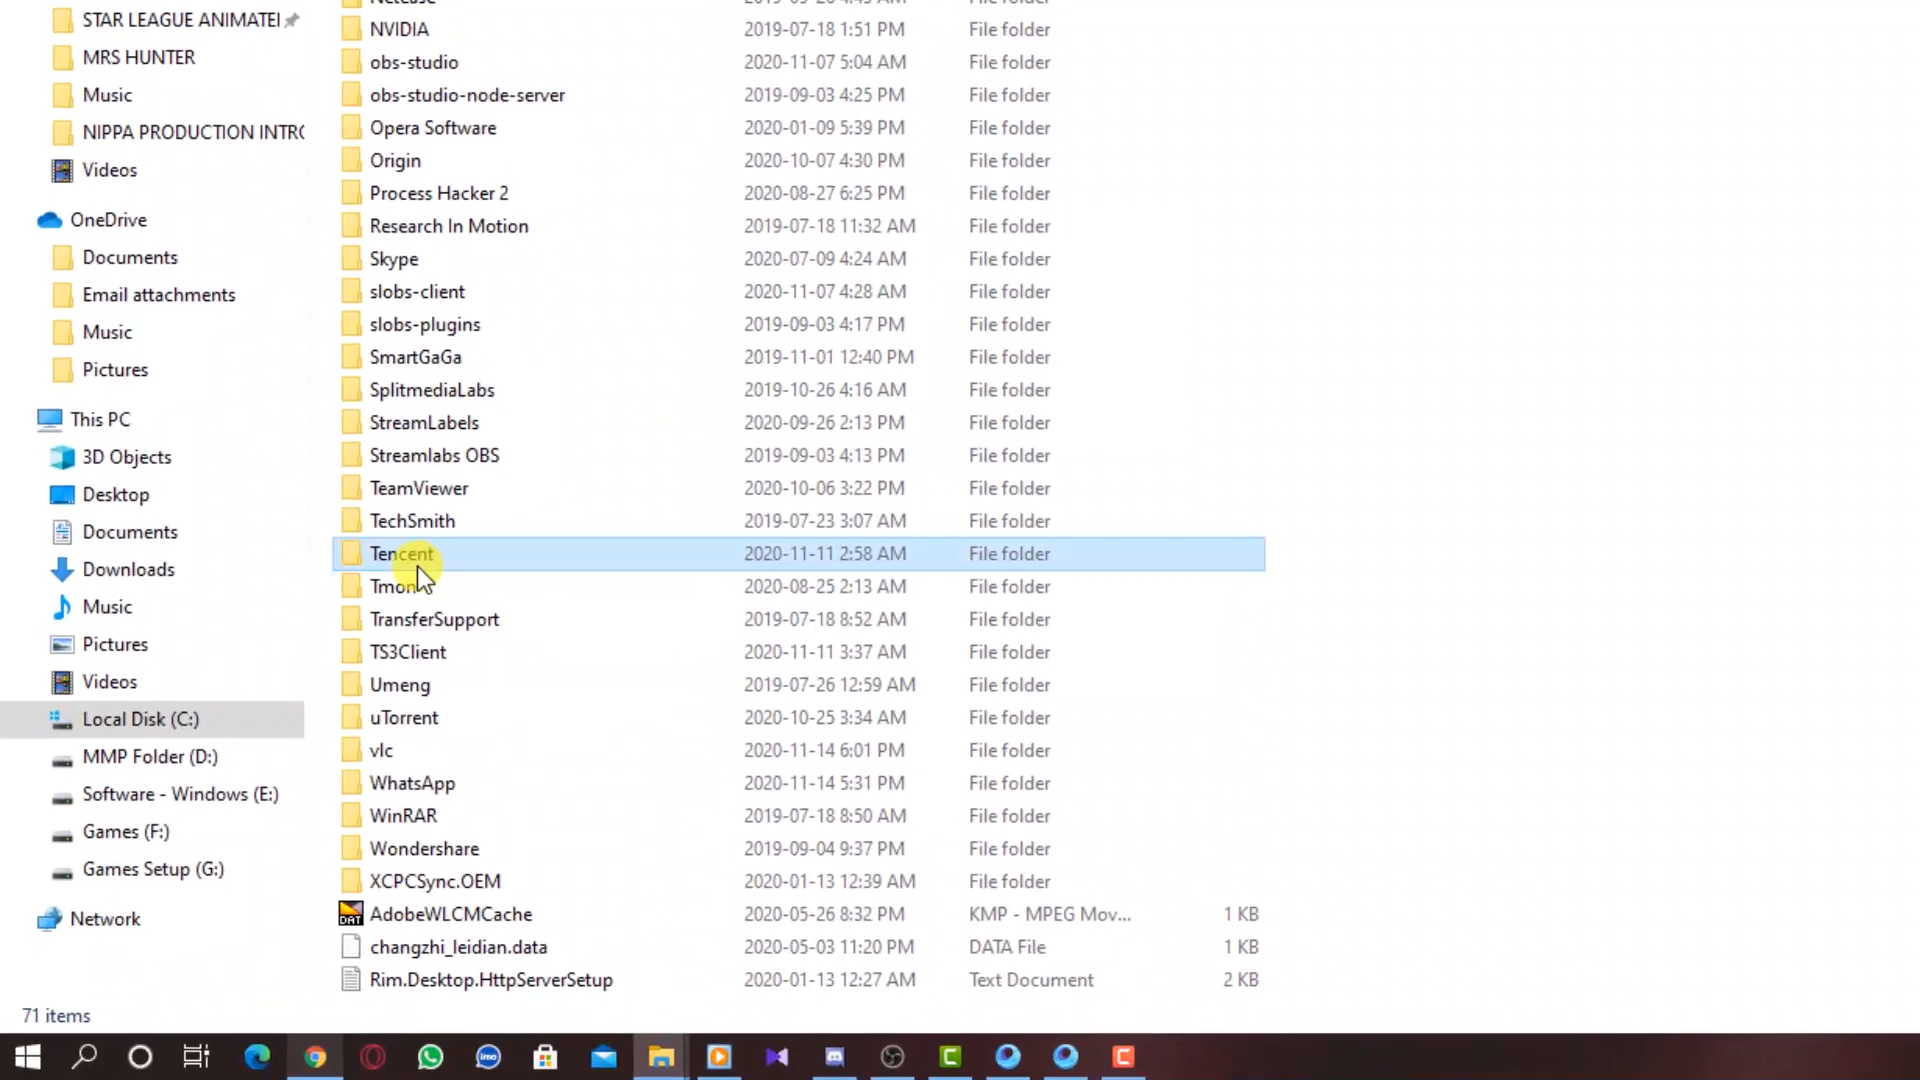 STAR LEAGUE ANIMATEI
MRS HUNTER
Music
NIPPA PRODUCTION INTRO
Videos
OneDrive
Documents
Email attachments
Music
Pictures
This PC
3D Objects
Desktop
Documents
Downloads
Music
Pictures
Videos
Local Disk (C:)
MMP Folder (D:)
Software - Windows (E:)
Games (F:)
Games Setup (G:)
Network
NVIDIA 2019-07-18 1:51 PM File folder
obs-studio 2020-11-07 5:04 AM File folder
obs-studio-node-server 2019-09-03 4:25 PM File folder
Opera Software 2020-01-09 5:39 PM File folder
Origin 2020-10-07 4:30 PM File folder
Process Hacker 2 2020-08-27 6:25 PM File folder
Research In Motion 2019-07-18 11:32 AM File folder
Skype 2020-07-09 4:24 AM File folder
slobs-client 2020-11-07 4:28 AM File folder
slobs-plugins 2019-09-03 4:17 PM File folder
SmartGaGa 2019-11-01 12:40 PM File folder
SplitmediaLabs 2019-10-26 4:16 AM File folder
StreamLabels 2020-09-26 2:13 PM File folder
Streamlabs OBS 2019-09-03 4:13 PM File folder
TeamViewer 2020-10-06 3:22 PM File folder
TechSmith 2019-07-23 3:07 AM File folder
Tencent 2020-11-11 2:58 AM File folder
2020-08-25 2:13 AM File folder
TransferSupport 2019-07-18 8:52 AM File folder
TS3Client 2020-11-11 3:37 AM File folder
Umeng 2019-07-26 12:59 AM File folder
uTorrent 2020-10-25 3:34 AM File folder
vlc 2020-11-14 6:01 PM File folder
WhatsApp 2020-11-14 5:31 PM File folder
WinRAR 2019-07-18 8:50 AM File folder
Wondershare 2019-09-04 9:37 PM File folder
XCPCSync.OEM 2020-01-13 12:39 AM File folder
AdobeWLCMCache 2020-05-26 8:32 PM KMP - MPEG Mov... 1 KB
changzhi_leidian.data 2020-05-03 11:20 PM DATA File 1 KB
Rim.Desktop.HttpServerSetup 2020-01-13 12:27 AM Text Document 2 KB
71 items